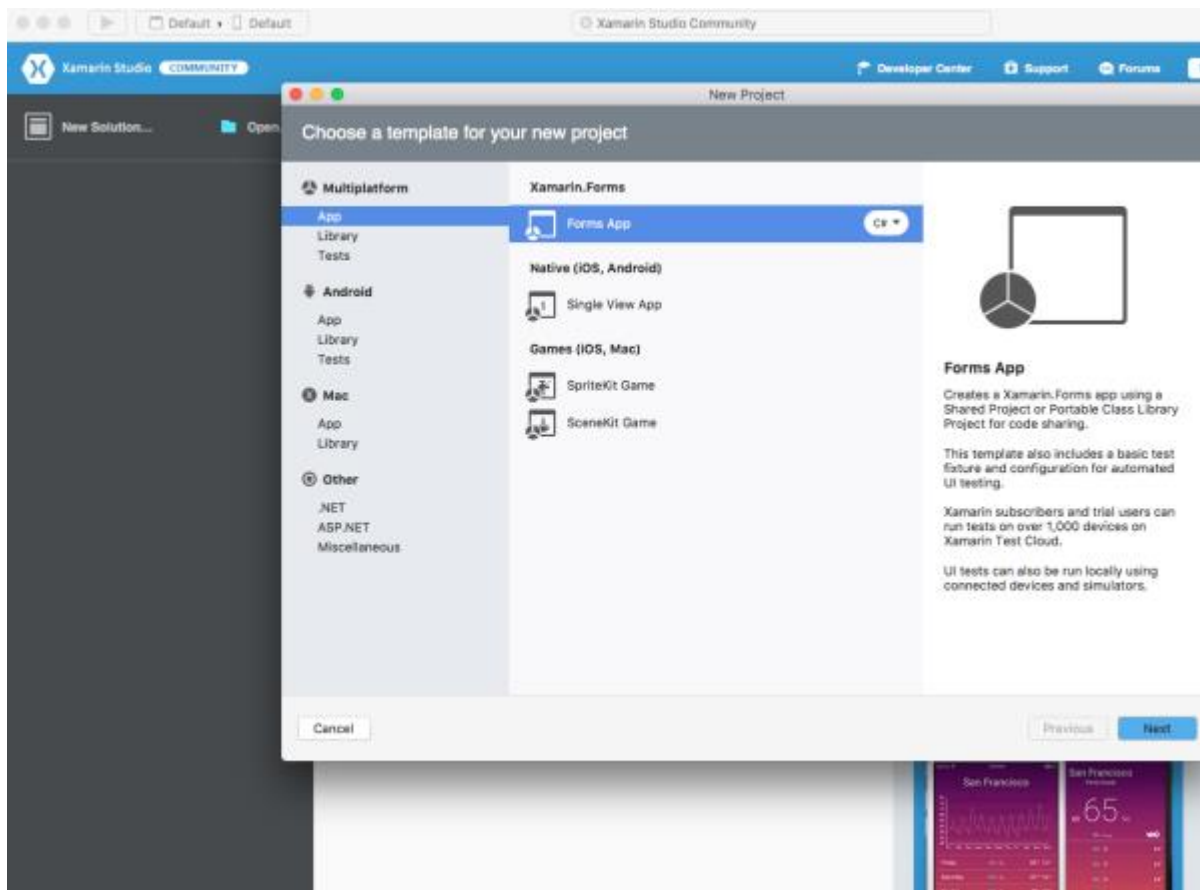 Default
Default
Xamarin Studio Community
Xamarin Studio COMMUNITY
Developer Center
Support
Forums
New Project
New Solution...
Open
Choose a template for your new project
Multiplatform
App
Library
Tests
Android
App
Library
Tests
Mac
App
Library
Other
.NET
ASP.NET
Miscellaneous
Xamarin.Forms
Forms App
C#
Native (iOS, Android)
Single View App
Games (iOS, Mac)
SpriteKit Game
SceneKit Game
Forms App
Creates a Xamarin.Forms app using a
Shared Project or Portable Class Library
Project for code sharing.
This template also includes a basic test
fixture and configuration for automated
UI testing.
Xamarin subscribers and trial users can
run tests on over 1,000 devices on
Xamarin Test Cloud.
UI tests can also be run locally using
connected devices and simulators.
Cancel
Previous
Next
San Francisco
San Francisco
65